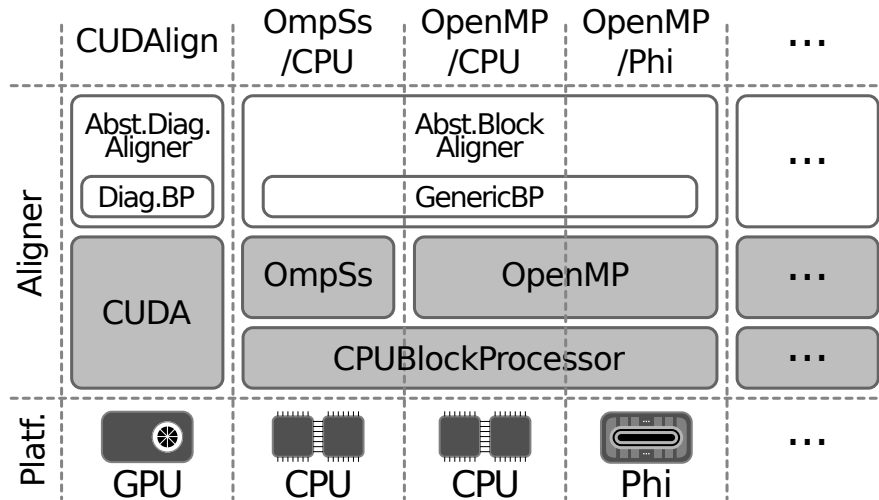 CUDAlign
OmpSs
/CPU
OpenMP
/CPU
OpenMP
/Phi
...
Aligner
Abst.Diag.
Aligner
Diag.BP
Abst.Block
Aligner
GenericBP
...
CUDA
OmpSs
OpenMP
...
CPUBlockProcessor
...
Platf.
GPU
CPU
CPU
...
Phi
...